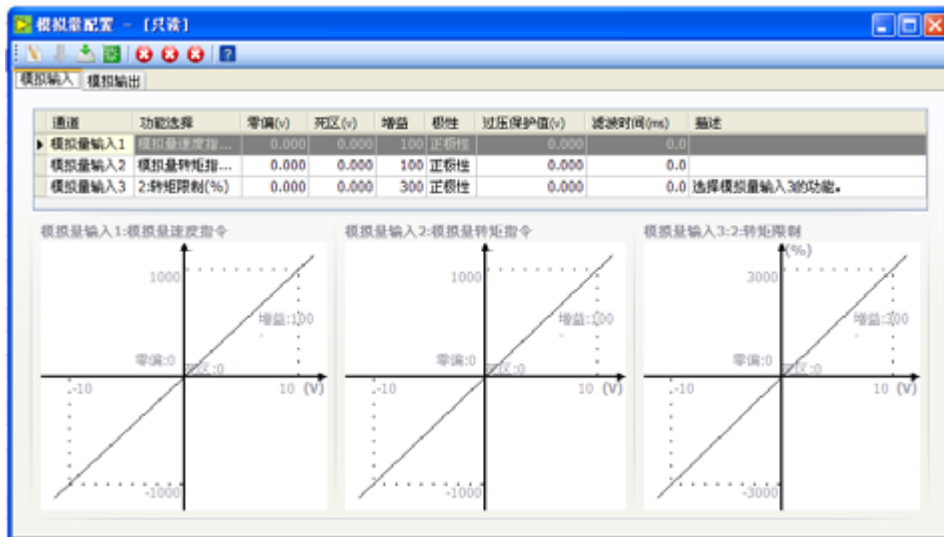 模拟量配置 - [只读]
模拟输入 模拟输出
通道 功能选择 零偏(v) 死区(v) 增益 极性 过压保护值(v) 滤波时间(ms) 描述
模拟量输入1 模拟量速度指... 0.000 0.000 100 正极性 0.000 0.0
模拟量输入2 模拟量转矩指... 0.000 0.000 100 正极性 0.000 0.0
模拟量输入3 2:转矩限制(%) 0.000 0.000 300 正极性 0.000 0.0 选择模拟量输入3的功能。
模拟量输入1:模拟量速度指令 模拟量输入2:模拟量转矩指令 模拟量输入3:2:转矩限制
(%)
1000 1000 3000
增益:100 增益:100 增益:300
零偏:0 零偏:0 零偏:0
死区:0 死区:0 死区:0
-10 10 (V) -10 10 (V) -10 10 (V)
-1000 -1000 -3000